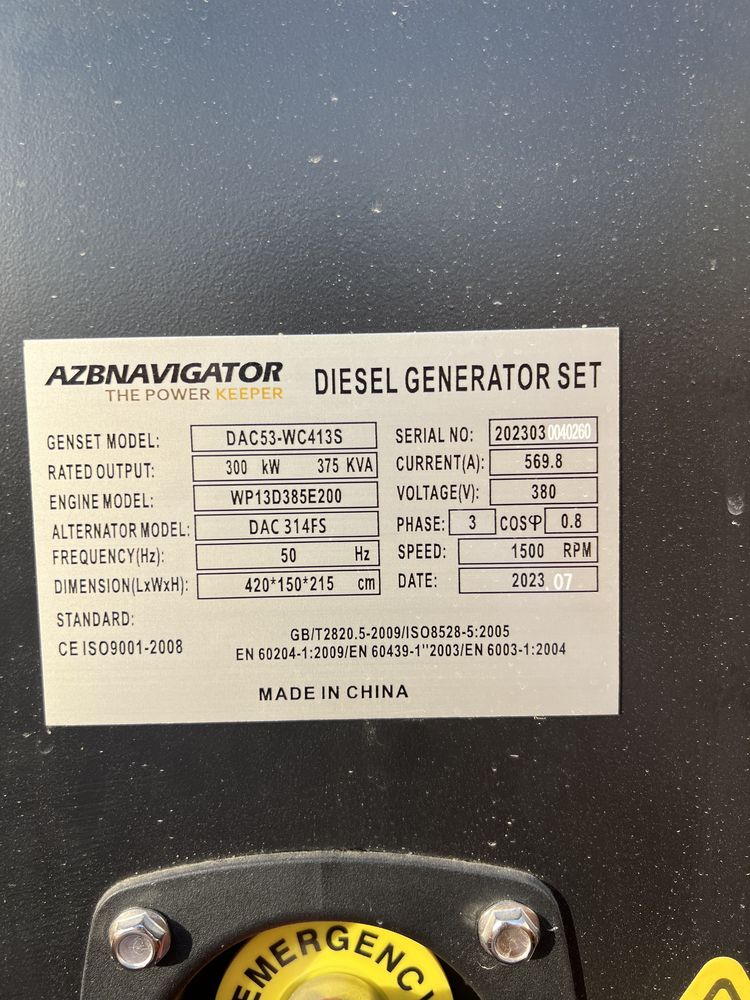 AZBNAVIGATOR
THE POWER KEEPER
DIESEL GENERATOR SET
GENSET MODEL: DAC53-WC413S SERIAL NO: 2023030040260
RATED OUTPUT: 300 kW 375 KVA CURRENT(A): 569.8
ENGINE MODEL: WP13D385E200 VOLTAGE(V): 380
ALTERNATOR MODEL: DAC 314FS PHASE: 3 COSφ 0.8
FREQUENCY(Hz): 50 Hz SPEED: 1500 RPM
DIMENSION(LxWxH): 420*150*215 cm DATE: 2023.07
STANDARD:
CE ISO9001-2008
GB/T2820.5-2009/ISO8528-5:2005
EN 60204-1:2009/EN 60439-1"2003/EN 6003-1:2004
MADE IN CHINA
EMERGENC